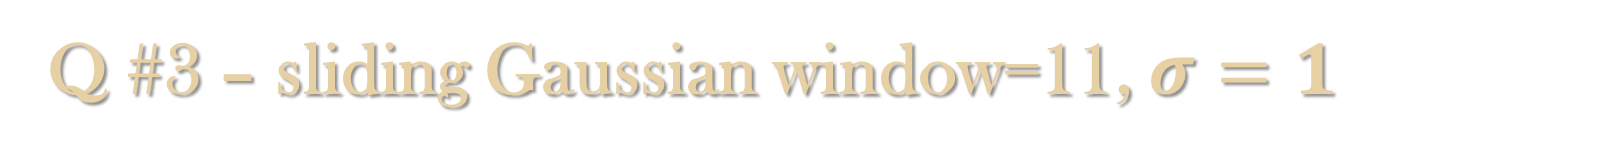 Q #3 – sliding Gaussian window=11, σ = 1